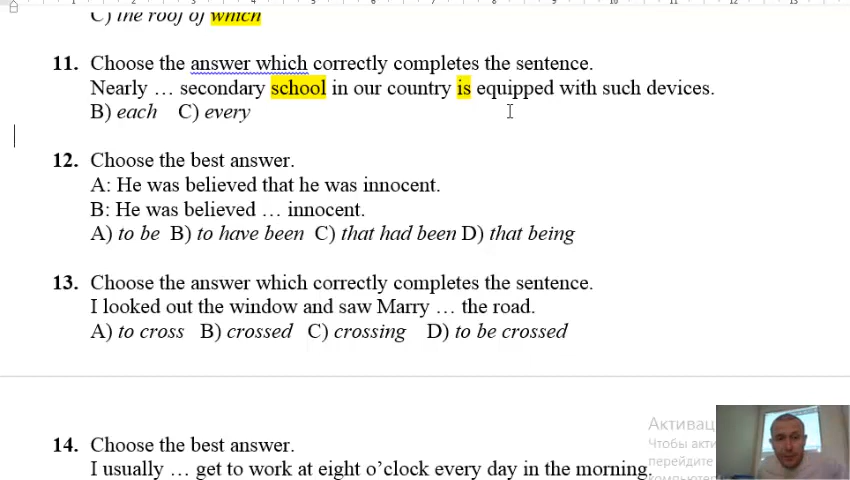 C) the roof of which
11. Choose the answer which correctly completes the sentence.
Nearly … secondary school in our country is equipped with such devices.
B) each C) every
12. Choose the best answer.
A: He was believed that he was innocent.
B: He was believed … innocent.
A) to be B) to have been C) that had been D) that being
13. Choose the answer which correctly completes the sentence.
I looked out the window and saw Marry … the road.
A) to cross B) crossed C) crossing D) to be crossed
14. Choose the best answer.
I usually … get to work at eight o’clock every day in the morning.
Активац
Чтобы акти
перейдите
компьютер